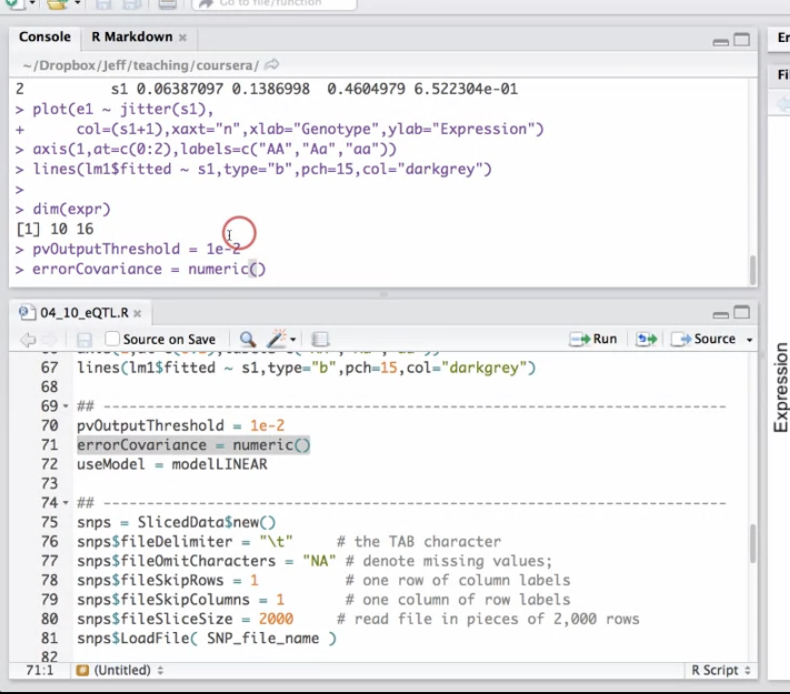 Go to file/function
Console R Markdown
~/Dropbox/Jeff/teaching/coursera/
2 s1 0.06387097 0.1386998 0.4604979 6.522304e-01
> plot(e1 ~ jitter(s1),
+ col=(s1+1),xaxt="n",xlab="Genotype",ylab="Expression")
> axis(1,at=c(0:2),labels=c("AA","Aa","aa"))
> lines(lm1$fitted ~ s1,type="b",pch=15,col="darkgrey")
>
> dim(expr)
[1] 10 16
> pvOutputThreshold = 1e-2
> errorCovariance = numeric()
04_10_eQTL.R
Source on Save Run Source
67 lines(lm1$fitted ~ s1,type="b",pch=15,col="darkgrey")
68
69 ## ---------------------------------------------------------------
70 pvOutputThreshold = 1e-2
71 errorCovariance = numeric()
72 useModel = modelLINEAR
73
74 ## ---------------------------------------------------------------
75 snps = SlicedData$new()
76 snps$fileDelimiter = "\t" # the TAB character
77 snps$fileOmitCharacters = "NA" # denote missing values;
78 snps$fileSkipRows = 1 # one row of column labels
79 snps$fileSkipColumns = 1 # one column of row labels
80 snps$fileSliceSize = 2000 # read file in pieces of 2,000 rows
81 snps$LoadFile( SNP_file_name )
82
71:1 (Untitled) R Script
Er
Fi
Expression